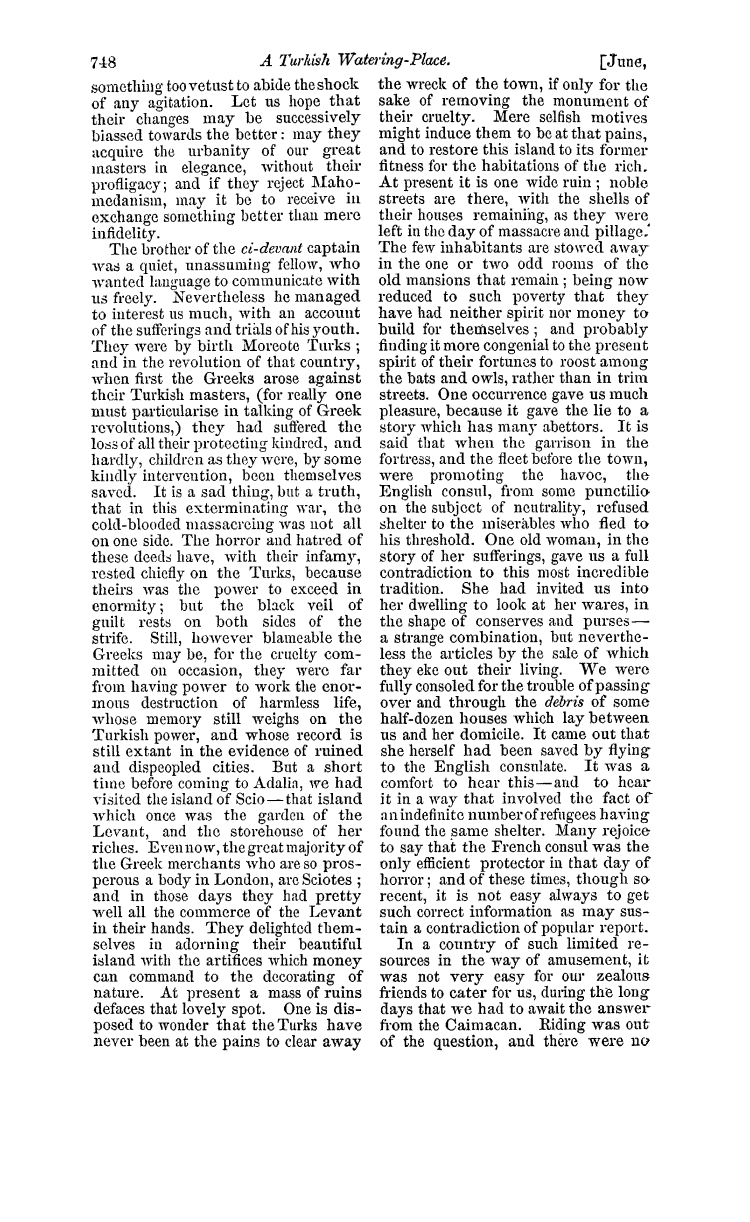 748 A Turkish Watering-Place. [June,
something too vetust to abide the shock
of any agitation. Let us hope that
their changes may be successively
biassed towards the better: may they
acquire the urbanity of our great
masters in elegance, without their
profligacy; and if they reject Maho-
medanism, may it be to receive in
exchange something better than mere
infidelity.
The brother of the ci-devant captain
was a quiet, unassuming fellow, who
wanted language to communicate with
us freely. Nevertheless he managed
to interest us much, with an account
of the sufferings and trials of his youth.
They were by birth Moreote Turks;
and in the revolution of that country,
when first the Greeks arose against
their Turkish masters, (for really one
must particularise in talking of Greek
revolutions,) they had suffered the
loss of all their protecting kindred, and
hardly, children as they were, by some
kindly intervention, been themselves
saved. It is a sad thing, but a truth,
that in this exterminating war, the
cold-blooded massacreing was not all
on one side. The horror and hatred of
these deeds have, with their infamy,
rested chiefly on the Turks, because
theirs was the power to exceed in
enormity; but the black veil of
guilt rests on both sides of the
strife. Still, however blameable the
Greeks may be, for the cruelty com-
mitted on occasion, they were far
from having power to work the enor-
mous destruction of harmless life,
whose memory still weighs on the
Turkish power, and whose record is
still extant in the evidence of ruined
and dispeopled cities. But a short
time before coming to Adalia, we had
visited the island of Scio—that island
which once was the garden of the
Levant, and the storehouse of her
riches. Even now, the great majority of
the Greek merchants who are so pros-
perous a body in London, are Sciotes;
and in those days they had pretty
well all the commerce of the Levant
in their hands. They delighted them-
selves in adorning their beautiful
island with the artifices which money
can command to the decorating of
nature. At present a mass of ruins
defaces that lovely spot. One is dis-
posed to wonder that the Turks have
never been at the pains to clear away
the wreck of the town, if only for the
sake of removing the monument of
their cruelty. Mere selfish motives
might induce them to be at that pains,
and to restore this island to its former
fitness for the habitations of the rich.
At present it is one wide ruin; noble
streets are there, with the shells of
their houses remaining, as they were
left in the day of massacre and pillage.
The few inhabitants are stowed away
in the one or two odd rooms of the
old mansions that remain; being now
reduced to such poverty that they
have had neither spirit nor money to
build for themselves; and probably
finding it more congenial to the present
spirit of their fortunes to roost among
the bats and owls, rather than in trim
streets. One occurrence gave us much
pleasure, because it gave the lie to a
story which has many abettors. It is
said that when the garrison in the
fortress, and the fleet before the town,
were promoting the havoc, the
English consul, from some punctilio
on the subject of neutrality, refused
shelter to the miserables who fled to
his threshold. One old woman, in the
story of her sufferings, gave us a full
contradiction to this most incredible
tradition. She had invited us into
her dwelling to look at her wares, in
the shape of conserves and purses—
a strange combination, but neverthe-
less the articles by the sale of which
they eke out their living. We were
fully consoled for the trouble of passing
over and through the debris of some
half-dozen houses which lay between
us and her domicile. It came out that
she herself had been saved by flying
to the English consulate. It was a
comfort to hear this—and to hear
it in a way that involved the fact of
an indefinite number of refugees having
found the same shelter. Many rejoice
to say that the French consul was the
only efficient protector in that day of
horror; and of these times, though so
recent, it is not easy always to get
such correct information as may sus-
tain a contradiction of popular report.
In a country of such limited re-
sources in the way of amusement, it
was not very easy for our zealous
friends to cater for us, during the long
days that we had to await the answer
from the Caimacan. Riding was out
of the question, and there were no